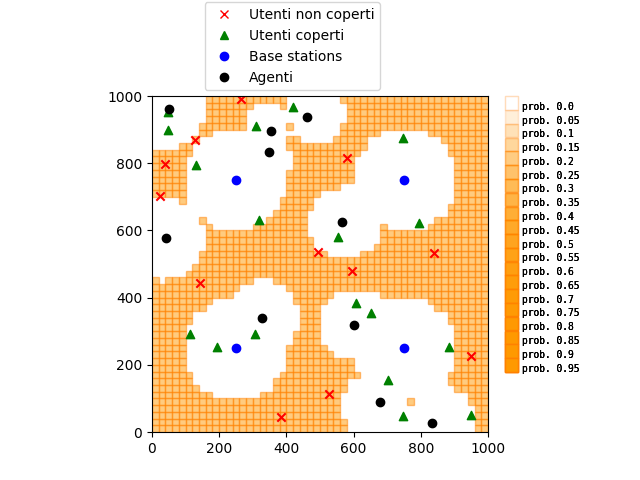 Utenti non coperti
Utenti coperti
Base stations
Agenti
1000
800
600
400
200
0
0
200
400
600
800
1000
prob. 0.0
prob. 0.05
prob. 0.1
prob. 0.15
prob. 0.2
prob. 0.25
prob. 0.3
prob. 0.35
prob. 0.4
prob. 0.45
prob. 0.5
prob. 0.55
prob. 0.6
prob. 0.65
prob. 0.7
prob. 0.75
prob. 0.8
prob. 0.85
prob. 0.9
prob. 0.95